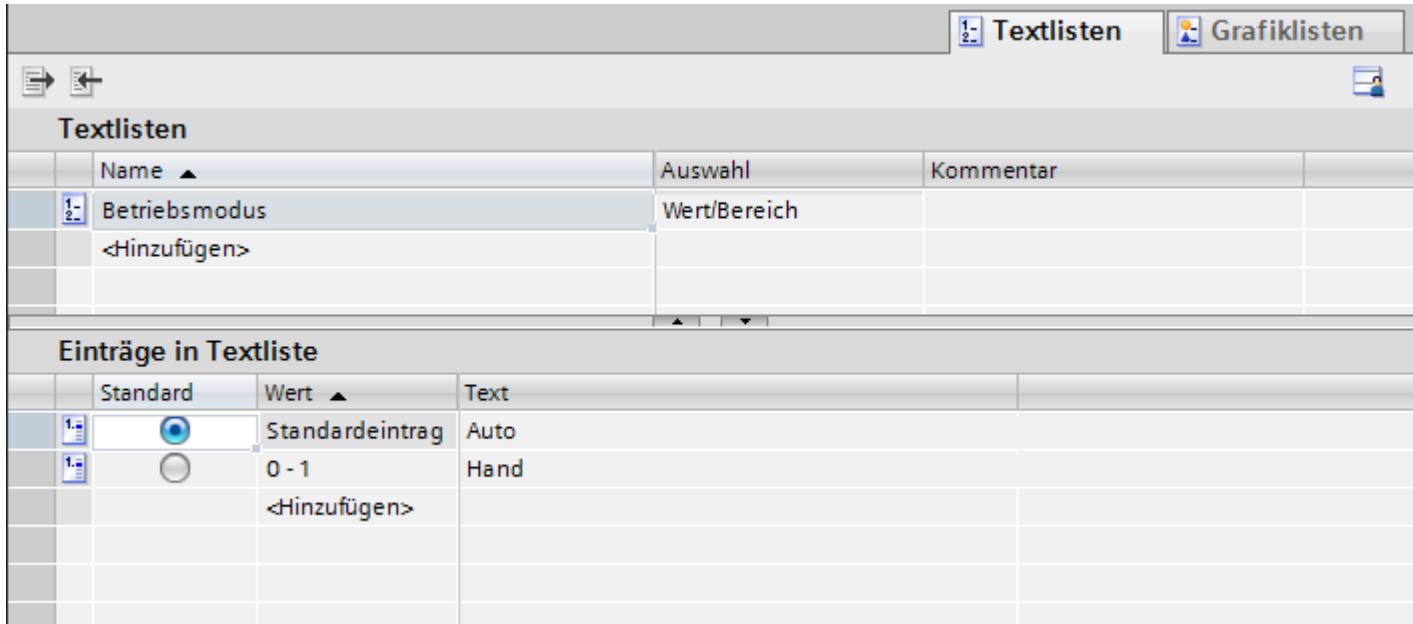 Textlisten Grafiklisten
Textlisten
Name Auswahl Kommentar
Betriebsmodus Wert/Bereich
<Hinzufügen>
Einträge in Textliste
Standard Wert Text
Standardeintrag Auto
0 - 1 Hand
<Hinzufügen>